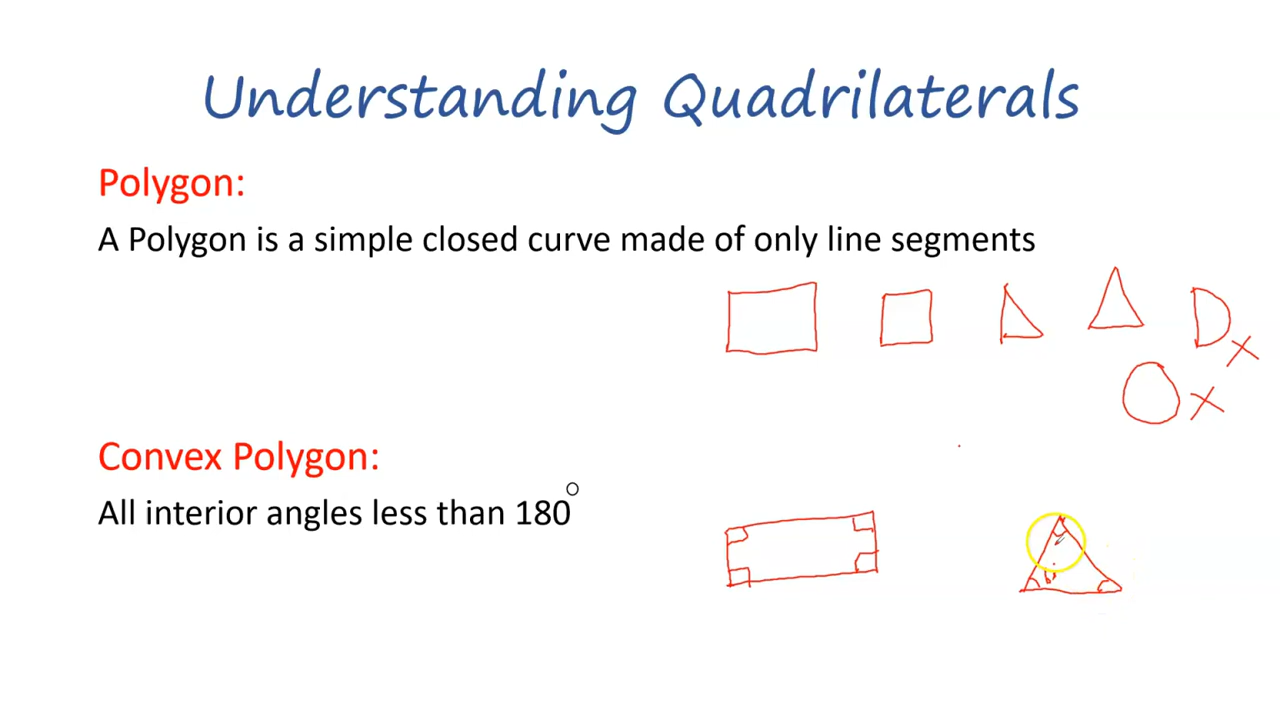 Understanding Quadrilaterals
Polygon:
A Polygon is a simple closed curve made of only line segments
Convex Polygon:
All interior angles less than 180°